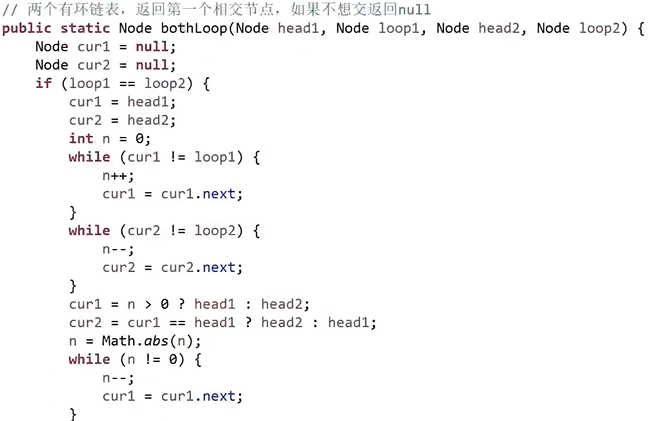 // 两个有环链表，返回第一个相交节点，如果不想交返回null
public static Node bothLoop(Node head1, Node loop1, Node head2, Node loop2) {
    Node cur1 = null;
    Node cur2 = null;
    if (loop1 == loop2) {
        cur1 = head1;
        cur2 = head2;
        int n = 0;
        while (cur1 != loop1) {
            n++;
            cur1 = cur1.next;
        }
        while (cur2 != loop2) {
            n--;
            cur2 = cur2.next;
        }
        cur1 = n > 0 ? head1 : head2;
        cur2 = cur1 == head1 ? head2 : head1;
        n = Math.abs(n);
        while (n != 0) {
            n--;
            cur1 = cur1.next;
        }